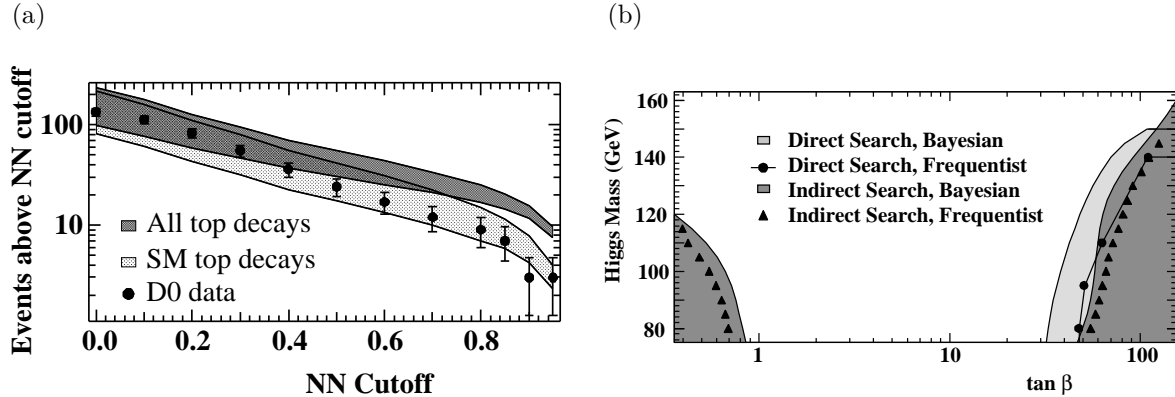 (a)
Events above NN cutoff
100
10
All top decays
SM top decays
D0 data
0.0 0.2 0.4 0.6 0.8
NN Cutoff
(b)
Higgs Mass (GeV)
160
140
120
100
80
Direct Search, Bayesian
Direct Search, Frequentist
Indirect Search, Bayesian
Indirect Search, Frequentist
1 10 100
tan β